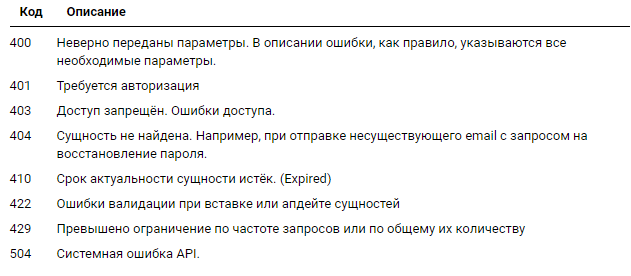 Код Описание
400 Неверно переданы параметры. В описании ошибки, как правило, указываются все
необходимые параметры.
401 Требуется авторизация
403 Доступ запрещён. Ошибки доступа.
404 Сущность не найдена. Например, при отправке несуществующего email с запросом на
восстановление пароля.
410 Срок актуальности сущности истёк. (Expired)
422 Ошибки валидации при вставке или апдейте сущностей
429 Превышено ограничение по частоте запросов или по общему их количеству
504 Системная ошибка API.